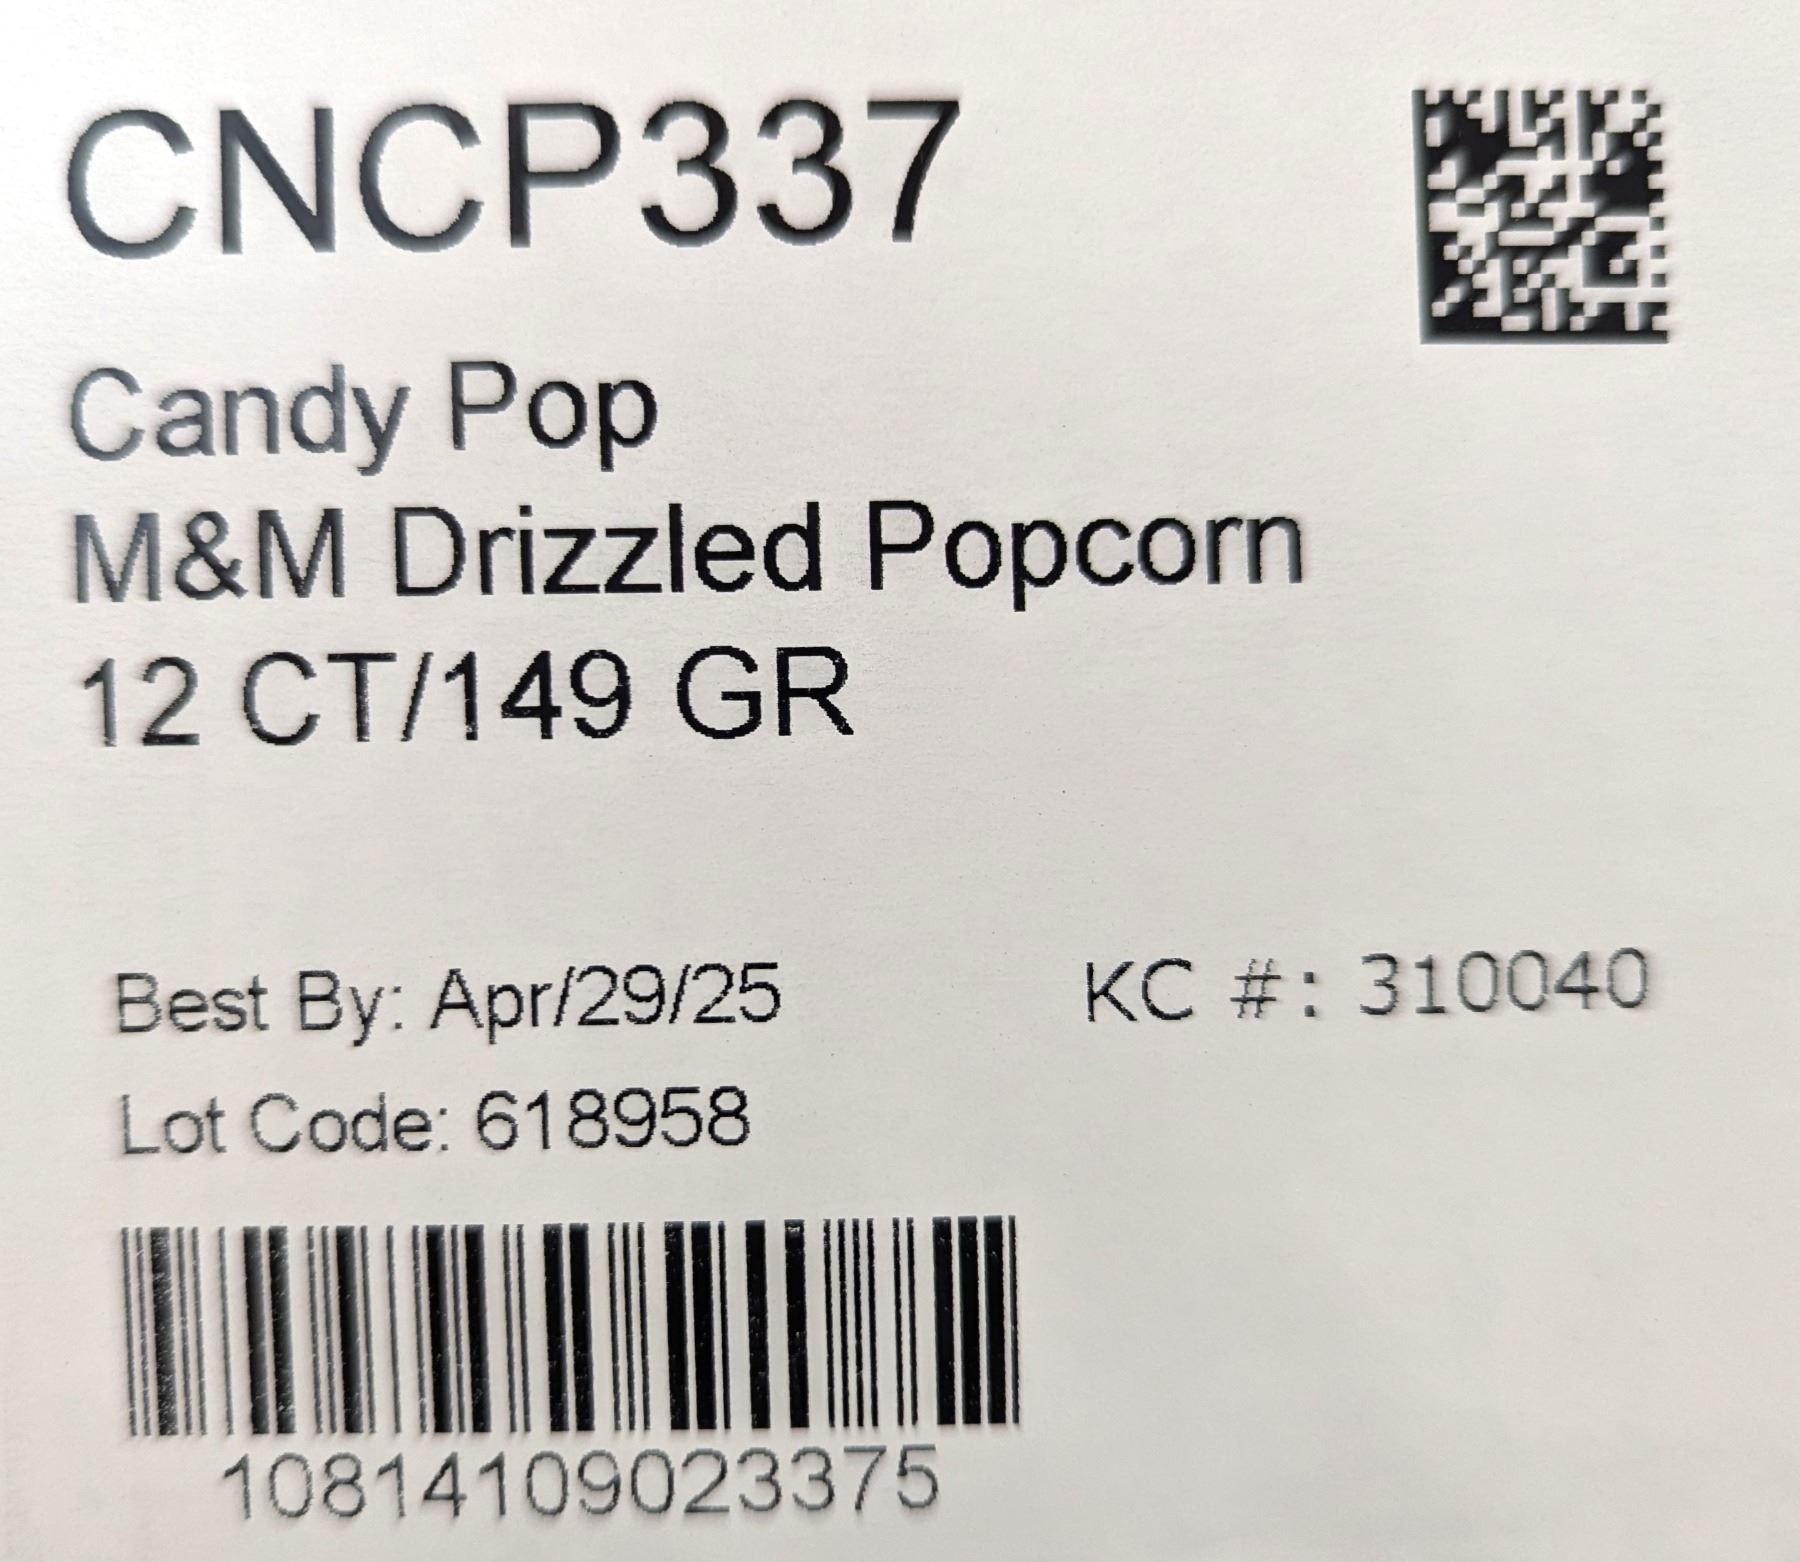 CNCP337
Candy Pop
M&M Drizzled Popcorn
12 CT/149 GR
Best By: Apr/29/25
KC #: 310040
Lot Code: 618958
10814109023375